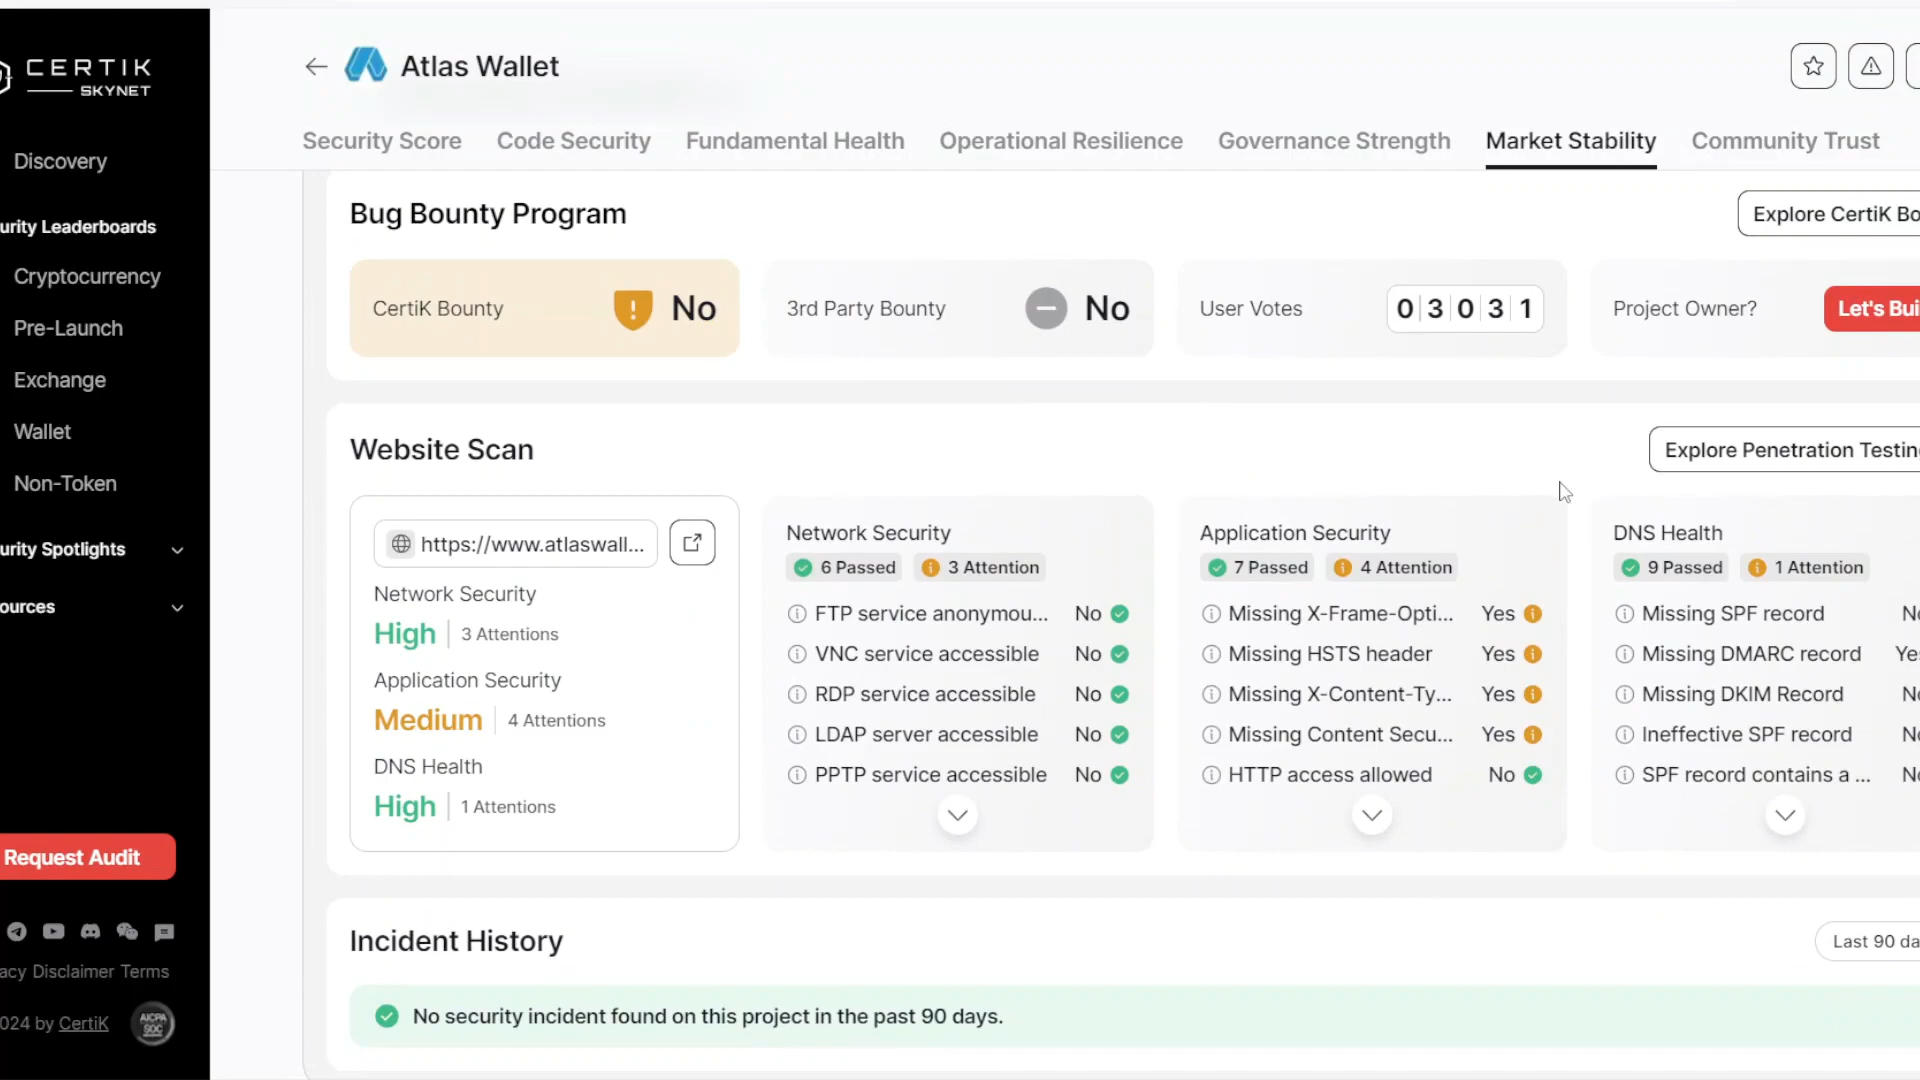 CERTIK
SKYNET
Discovery
urity Leaderboards
Cryptocurrency
Pre-Launch
Exchange
Wallet
Non-Token
urity Spotlights
ources
Request Audit
acy Disclaimer Terms
024 by CertiK
AICPA
SOC
Atlas Wallet
Security Score Code Security Fundamental Health Operational Resilience Governance Strength Market Stability Community Trust
Bug Bounty Program
Explore CertiK Bo
CertiK Bounty No
3rd Party Bounty No
User Votes 0 3 0 3 1
Project Owner? Let's Bui
Website Scan
Explore Penetration Testin
https://www.atlaswall...
Network Security
High 3 Attentions
Application Security
Medium 4 Attentions
DNS Health
High 1 Attentions
Network Security
6 Passed 3 Attention
FTP service anonymou... No
VNC service accessible No
RDP service accessible No
LDAP server accessible No
PPTP service accessible No
Application Security
7 Passed 4 Attention
Missing X-Frame-Opti... Yes
Missing HSTS header Yes
Missing X-Content-Ty... Yes
Missing Content Secu... Yes
HTTP access allowed No
DNS Health
9 Passed 1 Attention
Missing SPF record No
Missing DMARC record Yes
Missing DKIM Record No
Ineffective SPF record No
SPF record contains a ... No
Incident History
Last 90 da
No security incident found on this project in the past 90 days.